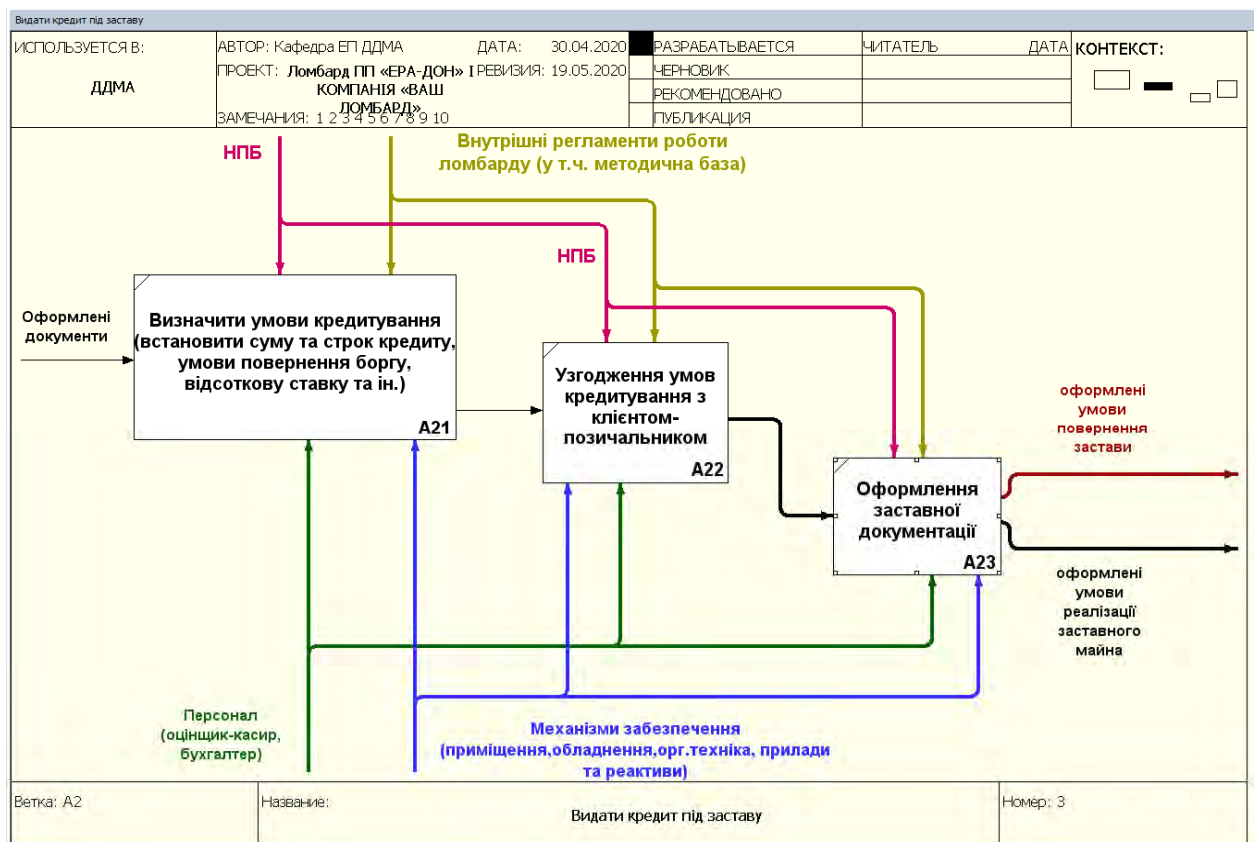 Видати кредит під заставу
ИСПОЛЬЗУЕТСЯ В:
ДДМА
АВТОР: Кафедра ЕП ДДМА
ДАТА: 30.04.2020
ПРОЕКТ: Ломбард ПП «ЕРА-ДОН» І
КОМПАНІЯ «ВАШ
ЛОМБАРД»
РЕВИЗИЯ: 19.05.2020
ЗАМЕЧАНИЯ: 1 2 3 4 5 6 7 8 9 10
РАЗРАБАТЫВАЕТСЯ
ЧЕРНОВИК
РЕКОМЕНДОВАНО
ПУБЛИКАЦИЯ
ЧИТАТЕЛЬ
ДАТА
КОНТЕКСТ:
НПБ
Внутрішні регламенти роботи
ломбарду (у т.ч. методична база)
НПБ
Оформлені
документи
Визначити умови кредитування
(встановити суму та строк кредиту,
умови повернення боргу,
відсоткову ставку та ін.)
А21
Узгодження умов
кредитування з
клієнтом-
позичальником
А22
Оформлення
заставної
документації
А23
оформлені
умови
повернення
застави
оформлені
умови
реалізації
заставного
майна
Персонал
(оцінщик-касир,
бухгалтер)
Механізми забезпечення
(приміщення,обладнення,орг.техніка, прилади
та реактиви)
Ветка: А2
Название:
Видати кредит під заставу
Номер: 3